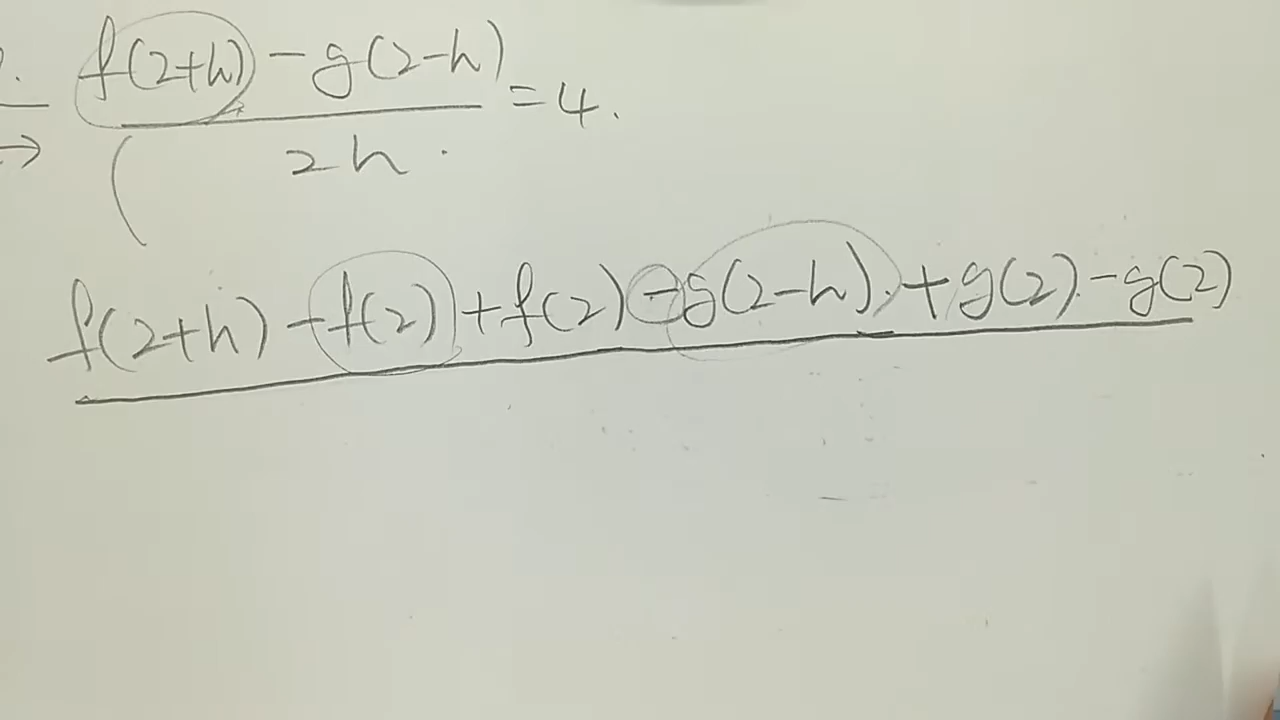 f(2+h) - g(2-h)
= 4.
→ 2h
f(2+h) - f(2) + f(2) - g(2-h) + g(2) - g(2)